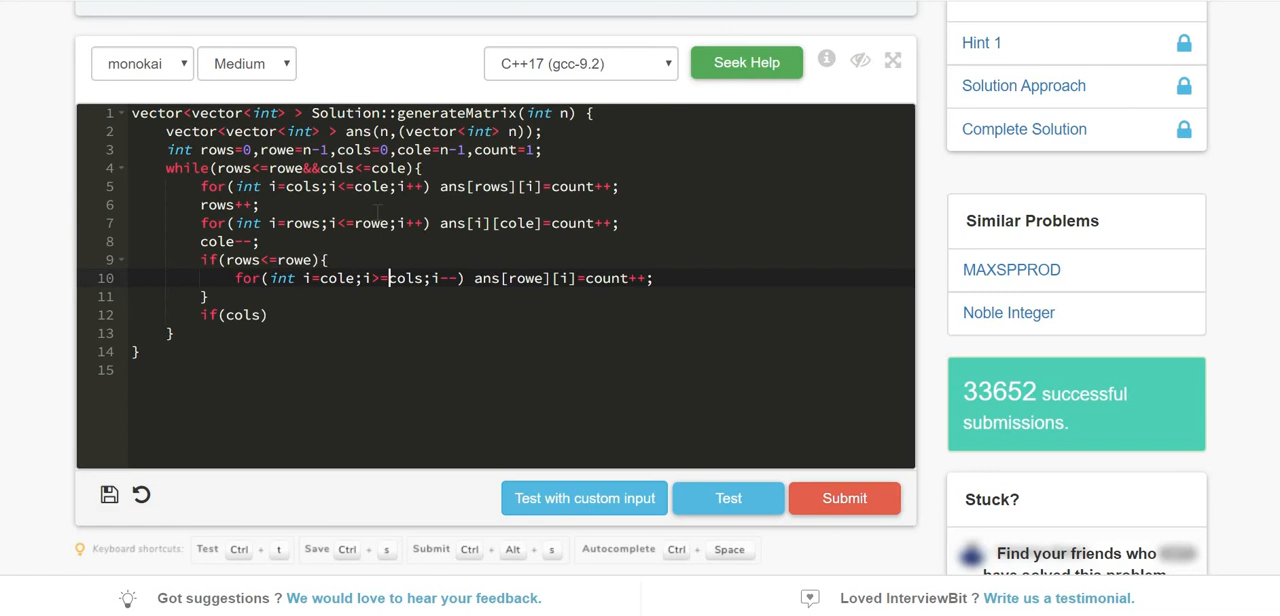 monokai
Medium
C++17 (gcc-9.2)
Seek Help
1 vector<vector<int> > Solution::generateMatrix(int n) {
2 vector<vector<int> > ans(n,(vector<int> n));
3 int rows=0,rowe=n-1,cols=0,cole=n-1,count=1;
4 while(rows<=rowe&&cols<=cole){
5 for(int i=cols;i<=cole;i++) ans[rows][i]=count++;
6 rows++;
7 for(int i=rows;i<=rowe;i++) ans[i][cole]=count++;
8 cole--;
9 if(rows<=rowe){
10 for(int i=cole;i>=cols;i--) ans[rowe][i]=count++;
11 }
12 if(cols)
13 }
14 }
15
Test with custom input
Test
Submit
Keyboard shortcuts: Test Ctrl + t Save Ctrl + s Submit Ctrl + Alt + s Autocomplete Ctrl + Space
Hint 1
Solution Approach
Complete Solution
Similar Problems
MAXSPPROD
Noble Integer
33652 successful
submissions.
Stuck?
Find your friends who
have solved this problem
Got suggestions ? We would love to hear your feedback.
Loved InterviewBit ? Write us a testimonial.